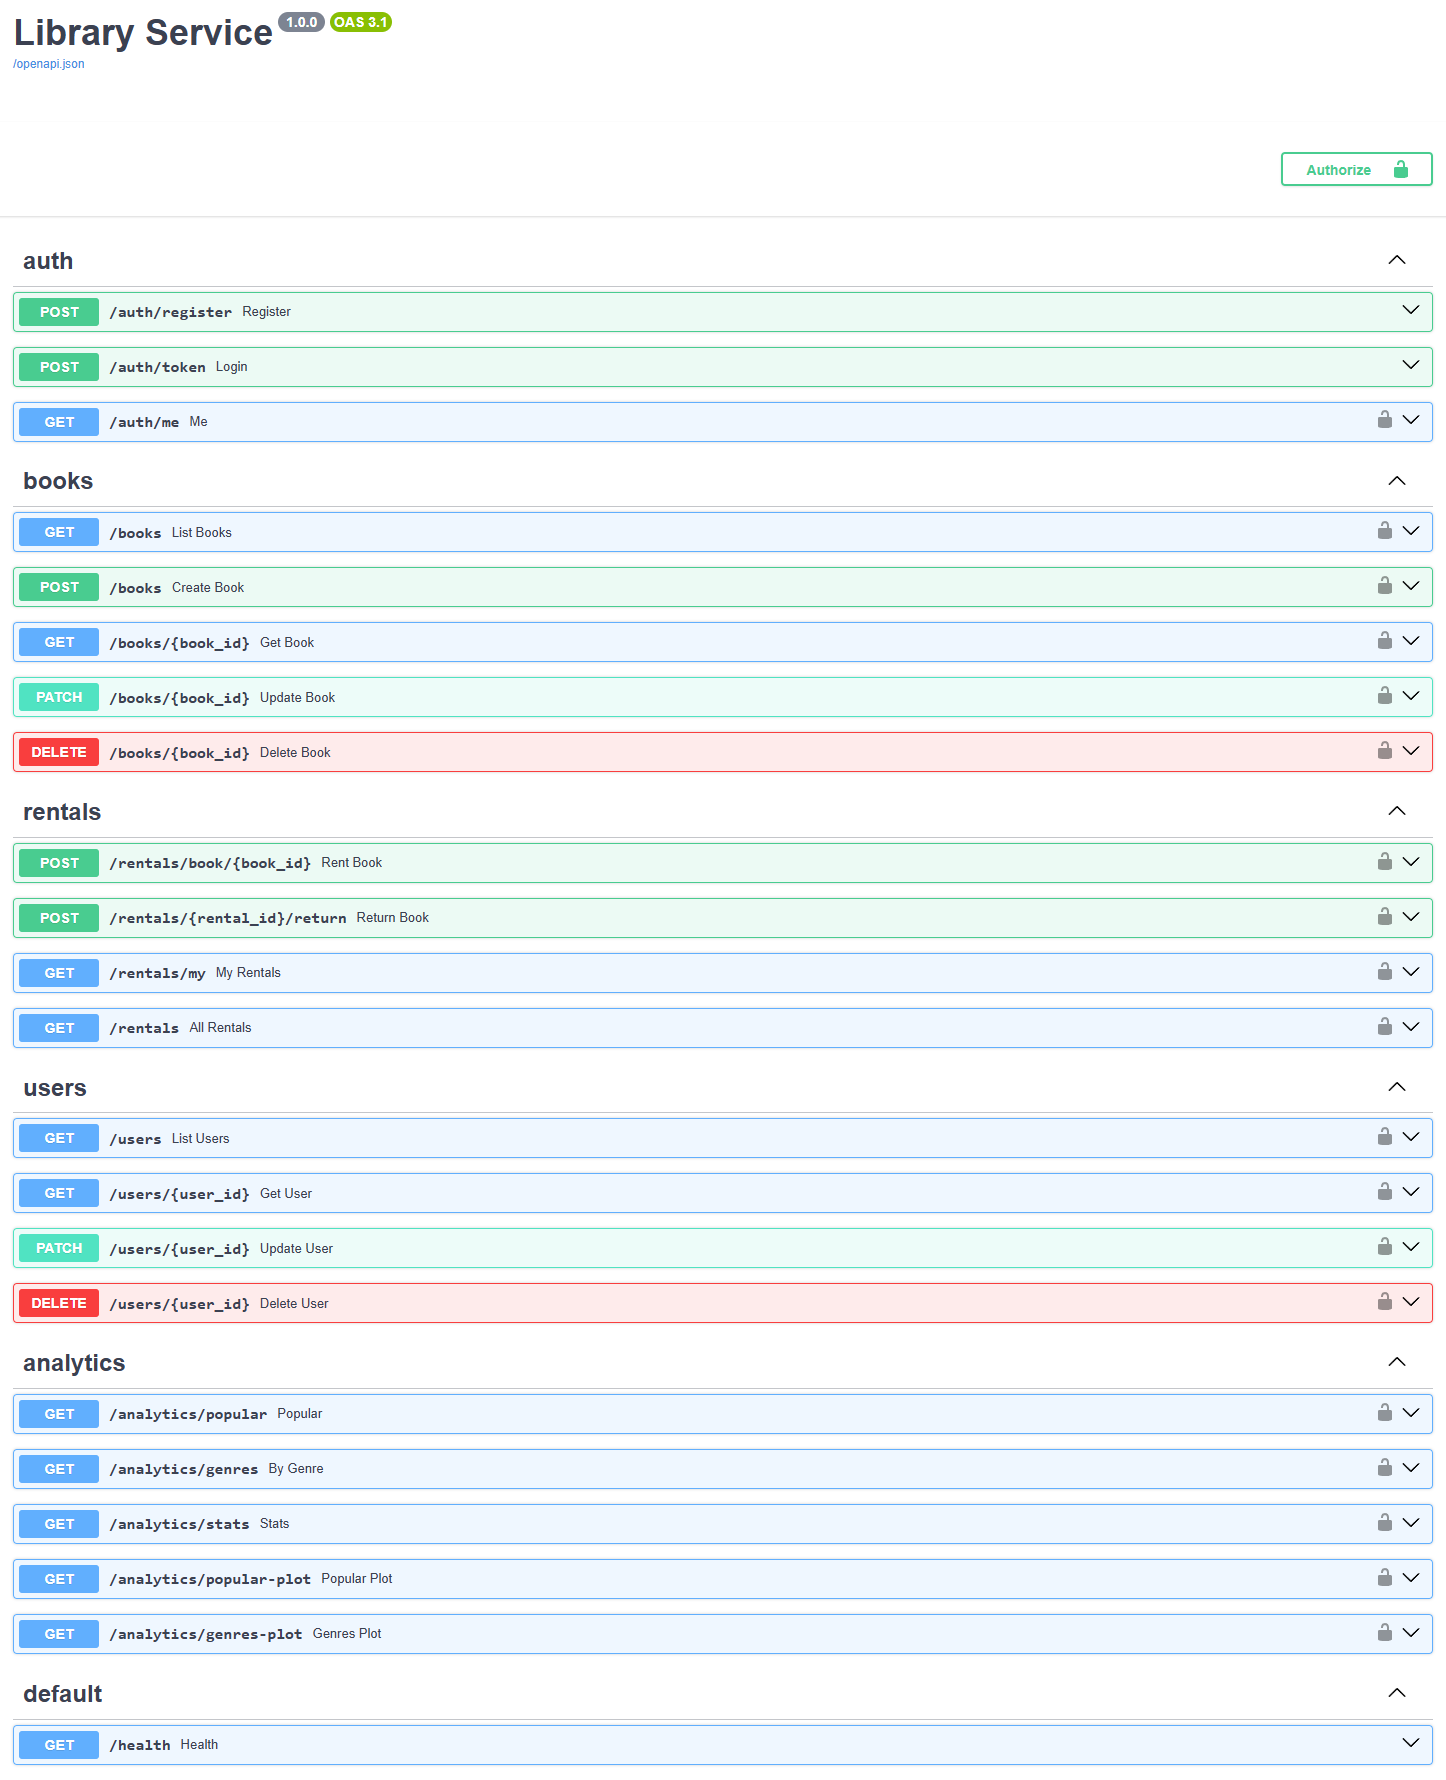 Library Service 1.0.0 OAS 3.1
/openapi.json
Authorize
auth
POST /auth/register Register
POST /auth/token Login
GET /auth/me Me
books
GET /books List Books
POST /books Create Book
GET /books/{book_id} Get Book
PATCH /books/{book_id} Update Book
DELETE /books/{book_id} Delete Book
rentals
POST /rentals/book/{book_id} Rent Book
POST /rentals/{rental_id}/return Return Book
GET /rentals/my My Rentals
GET /rentals All Rentals
users
GET /users List Users
GET /users/{user_id} Get User
PATCH /users/{user_id} Update User
DELETE /users/{user_id} Delete User
analytics
GET /analytics/popular Popular
GET /analytics/genres By Genre
GET /analytics/stats Stats
GET /analytics/popular-plot Popular Plot
GET /analytics/genres-plot Genres Plot
default
GET /health Health